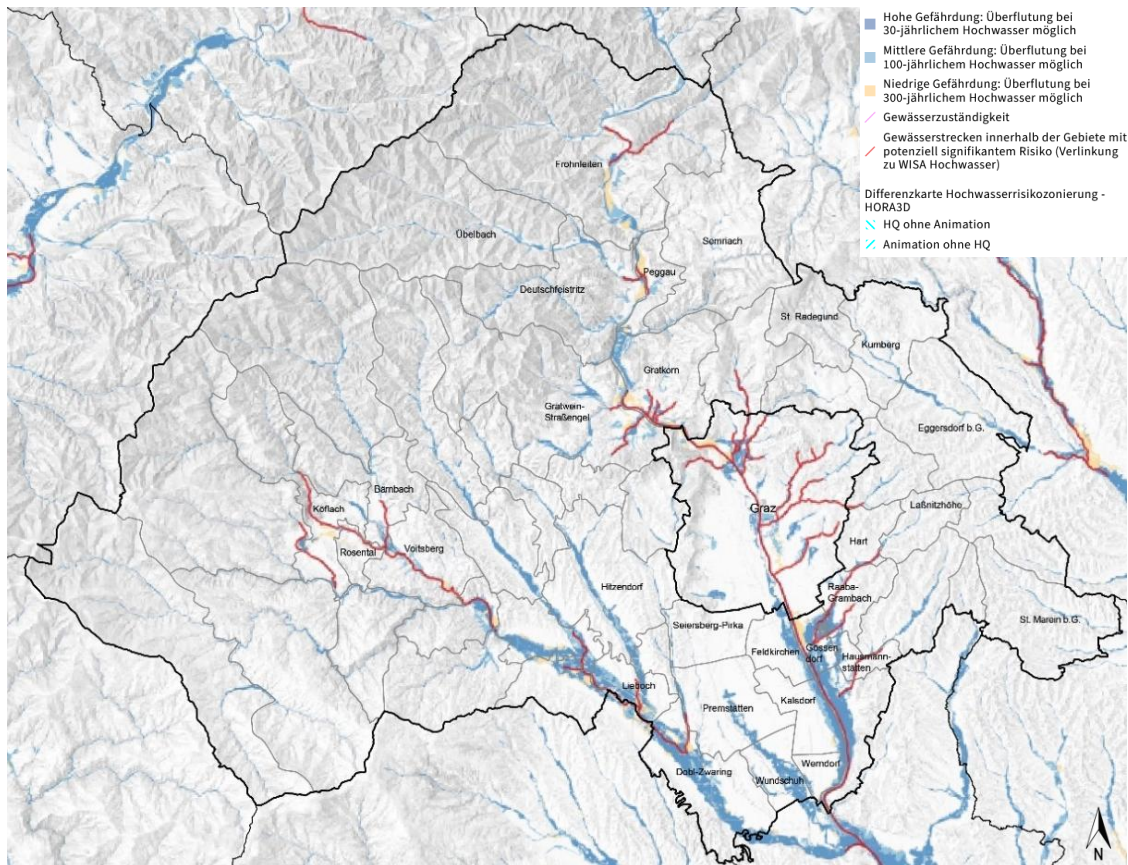 Hohe Gefährdung: Überflutung bei
30-jährlichem Hochwasser möglich
Mittlere Gefährdung: Überflutung bei
100-jährlichem Hochwasser möglich
Niedrige Gefährdung: Überflutung bei
300-jährlichem Hochwasser möglich
Gewässerzuständigkeit
Gewässerstrecken innerhalb der Gebiete mit
potenziell signifikantem Risiko (Verlinkung
zu WISA Hochwasser)
Differenzkarte Hochwasserrisikozonierung -
HORA3D
HQ ohne Animation
Animation ohne HQ
Frohnleiten
Übelbach
Semriach
Peggau
Deutschfeistritz
St. Radegund
Kumberg
Gratkorn
Gratwein-
Straßengel
Eggersdorf b.G.
Bärnbach
Köflach
Graz
Laßnitzhöhe
Rosental
Voitsberg
Hart
Hitzendorf
Raaba-
Grambach
St. Marein b.G.
Seiersberg-Pirka
Feldkirchen
Gössen
dorf
Hausmann-
stätten
Lieboch
Premstätten
Kalsdorf
Werndorf
Dobl-Zwaring
Wundschuh
N